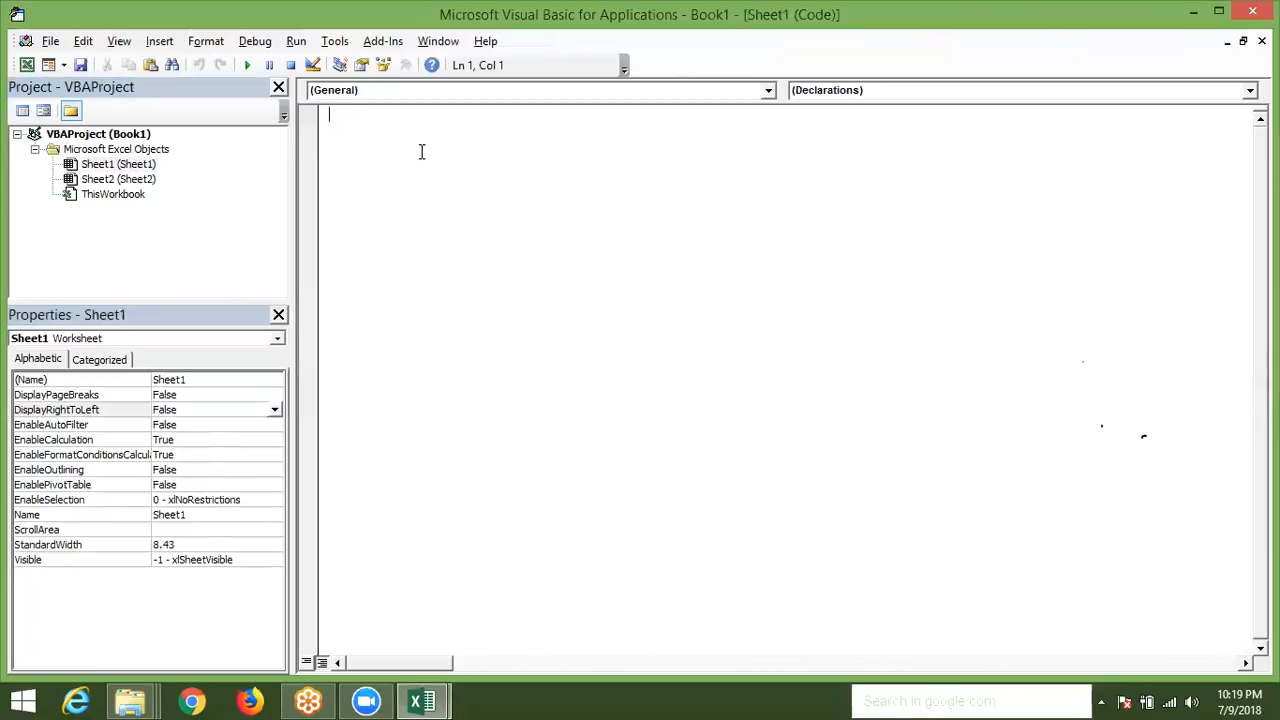 Microsoft Visual Basic for Applications - Book1 - [Sheet1 (Code)]
File Edit View Insert Format Debug Run Tools Add-Ins Window Help
Ln 1, Col 1
Project - VBAProject
(General) (Declarations)
VBAProject (Book1)
Microsoft Excel Objects
Sheet1 (Sheet1)
Sheet2 (Sheet2)
ThisWorkbook
Properties - Sheet1
Sheet1 Worksheet
Alphabetic Categorized
(Name) Sheet1
DisplayPageBreaks False
DisplayRightToLeft False
EnableAutoFilter False
EnableCalculation True
EnableFormatConditionsCalcul True
EnableOutlining False
EnablePivotTable False
EnableSelection 0 - xlNoRestrictions
Name Sheet1
ScrollArea
StandardWidth 8.43
Visible -1 - xlSheetVisible
Search in google.com
10:19 PM
7/9/2018